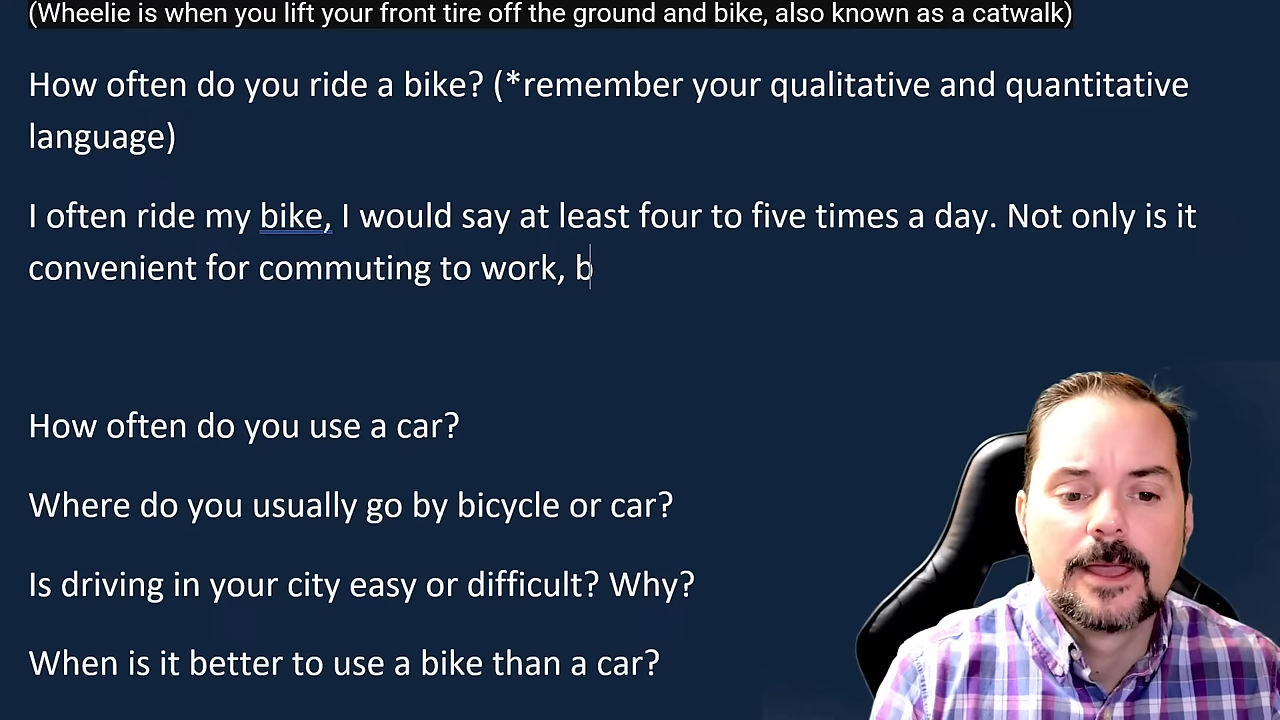 (Wheelie is when you lift your front tire off the ground and bike, also known as a catwalk)
How often do you ride a bike? (*remember your qualitative and quantitative
language)
I often ride my bike, I would say at least four to five times a day. Not only is it
convenient for commuting to work, b
How often do you use a car?
Where do you usually go by bicycle or car?
Is driving in your city easy or difficult? Why?
When is it better to use a bike than a car?